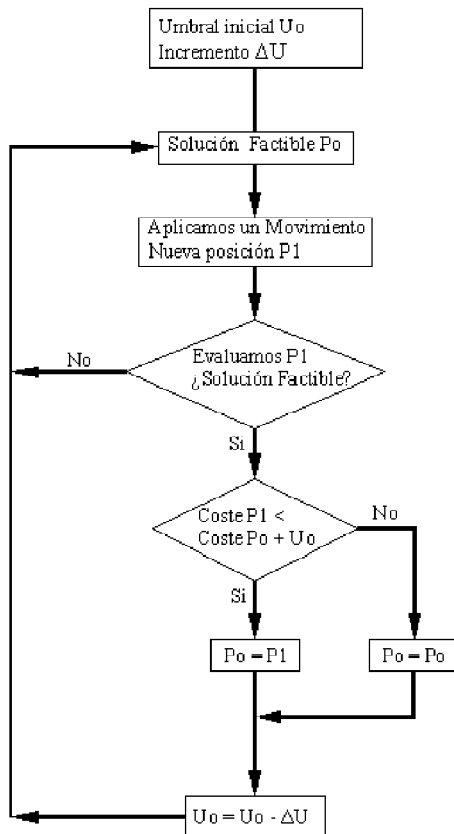 Umbral inicial Uo
Incremento ΔU
Solución Factible Po
Aplicamos un Movimiento
Nueva posición P1
Evaluamos P1
¿Solución Factible?
No
Si
Coste P1 <
Coste Po + Uo
No
Si
Po = P1
Po = Po
Uo = Uo - ΔU